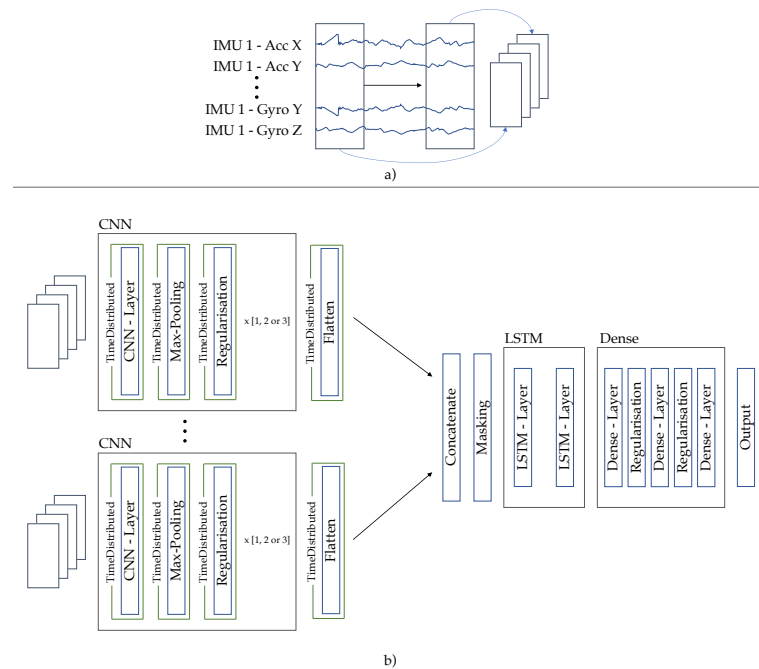 IMU 1 - Acc X
IMU 1 - Acc Y
IMU 1 - Gyro Y
IMU 1 - Gyro Z
a)
CNN
TimeDistributed
CNN - Layer
TimeDistributed
Max-Pooling
TimeDistributed
Regularisation
x [1, 2 or 3]
TimeDistributed
Flatten
CNN
TimeDistributed
CNN - Layer
TimeDistributed
Max-Pooling
TimeDistributed
Regularisation
x [1, 2 or 3]
TimeDistributed
Flatten
Concatenate
Masking
LSTM
LSTM - Layer
LSTM - Layer
Dense
Dense - Layer
Regularisation
Dense - Layer
Regularisation
Dense - Layer
Output
b)